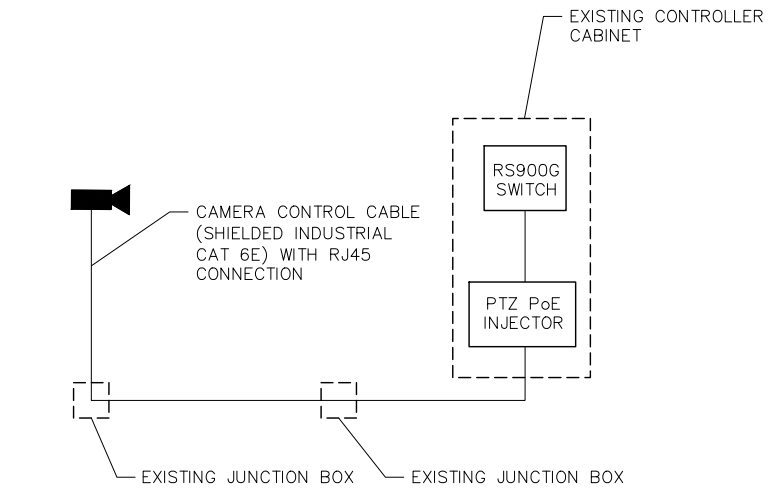 EXISTING CONTROLLER
CABINET
RS900G
SWITCH
CAMERA CONTROL CABLE
(SHIELDED INDUSTRIAL
CAT 6E) WITH RJ45
CONNECTION
PTZ PoE
INJECTOR
EXISTING JUNCTION BOX
EXISTING JUNCTION BOX